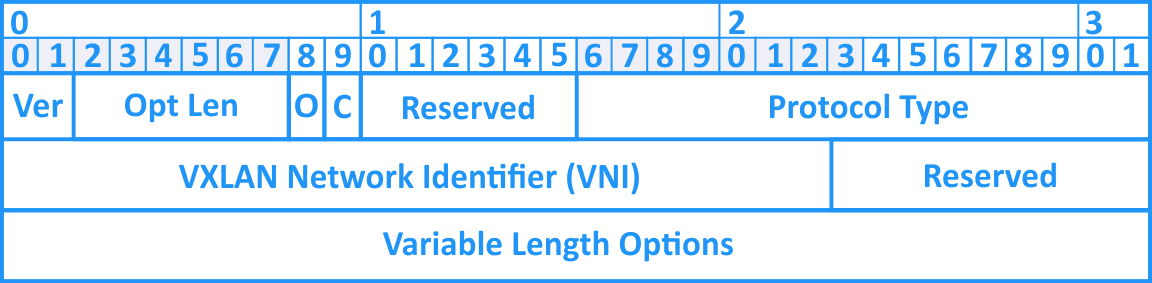 0 1 2 3
0 1 2 3 4 5 6 7 8 9 0 1 2 3 4 5 6 7 8 9 0 1 2 3 4 5 6 7 8 9 0 1
Ver Opt Len O C Reserved Protocol Type
VXLAN Network Identifier (VNI) Reserved
Variable Length Options